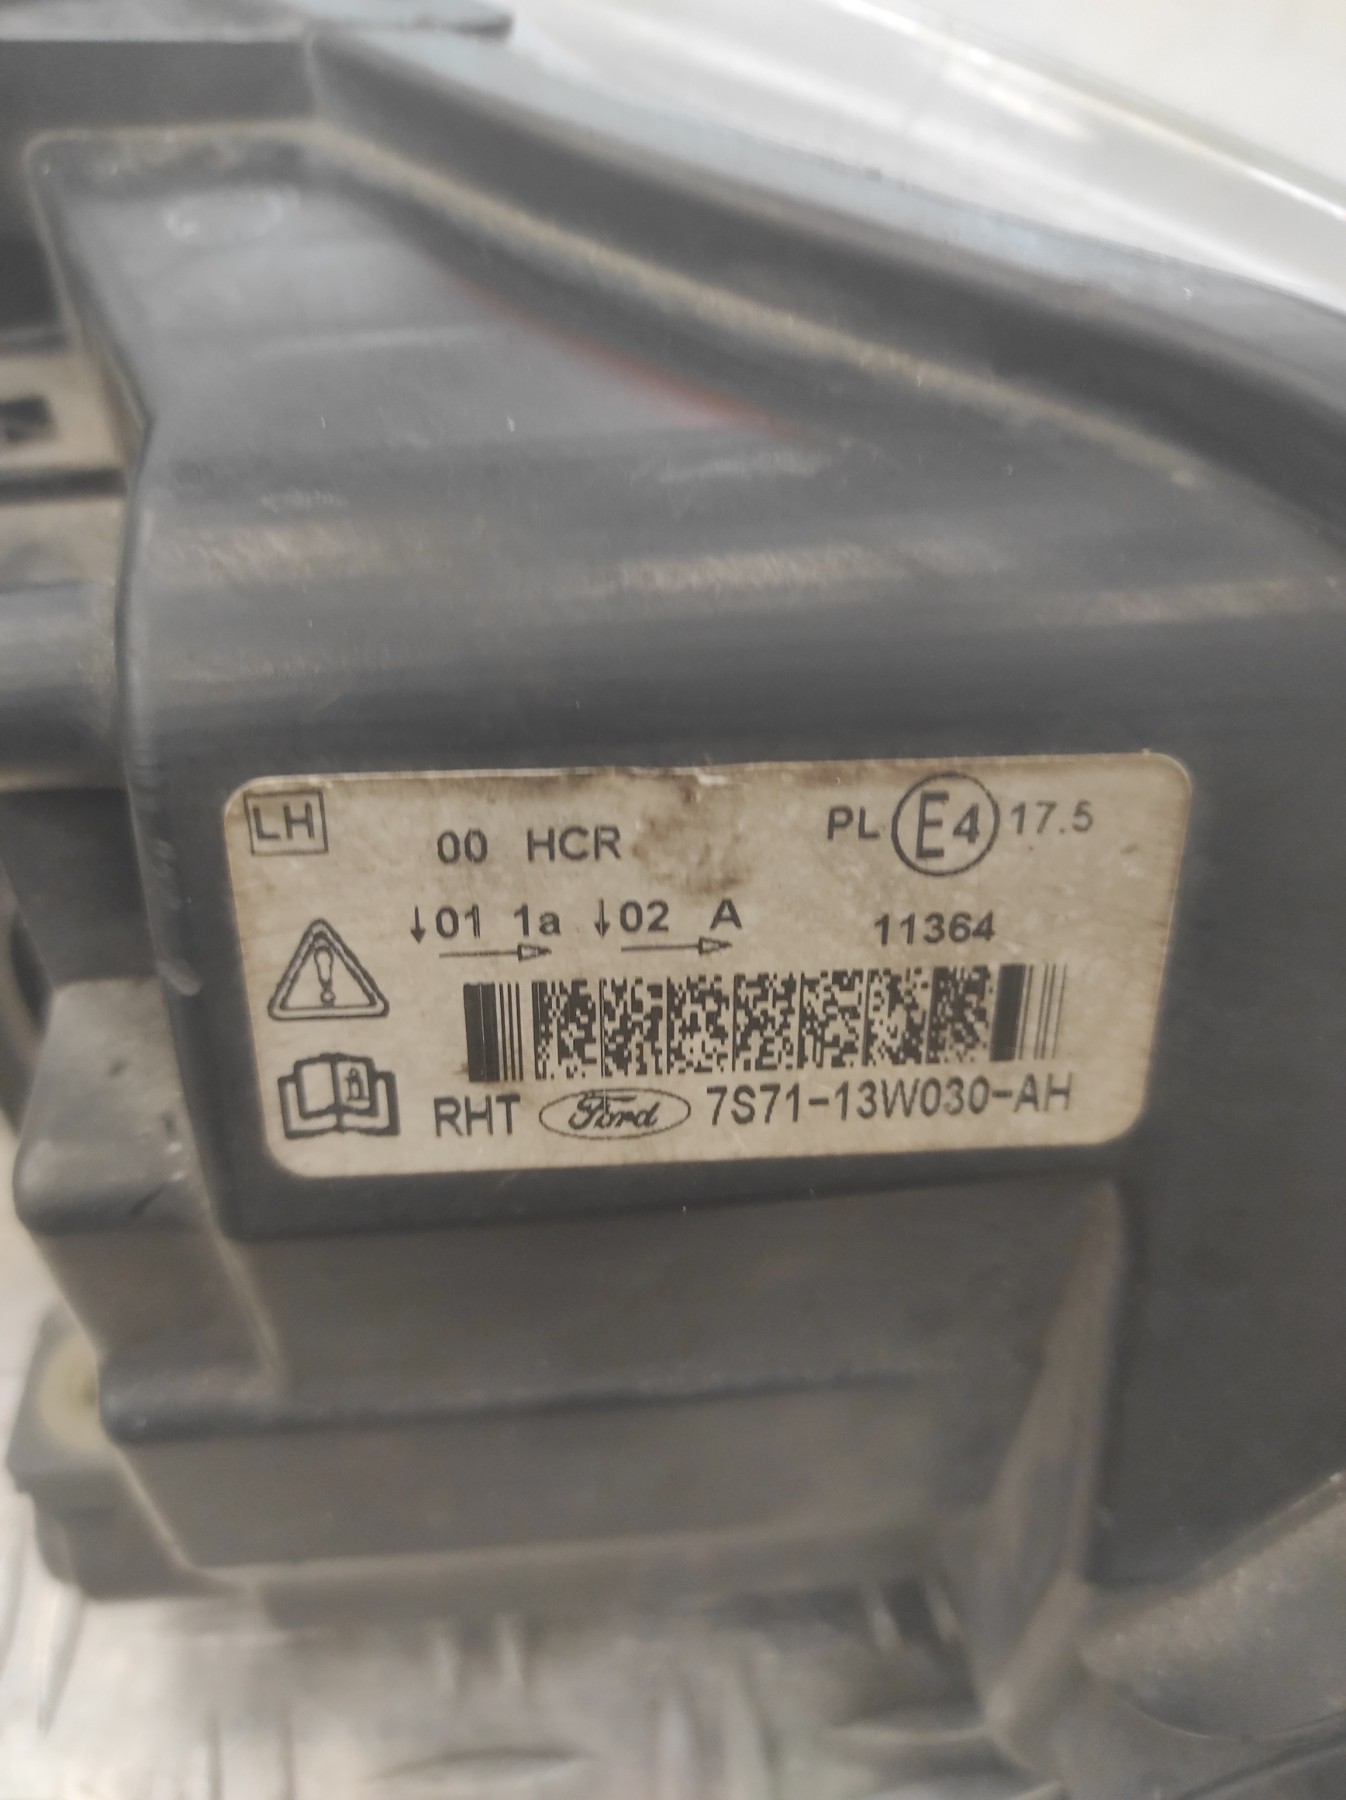 LH
00 HCR
PL E4 17.5
↓01 1a ↓02 A
11364
RHT Ford 7S71-13W030-AH